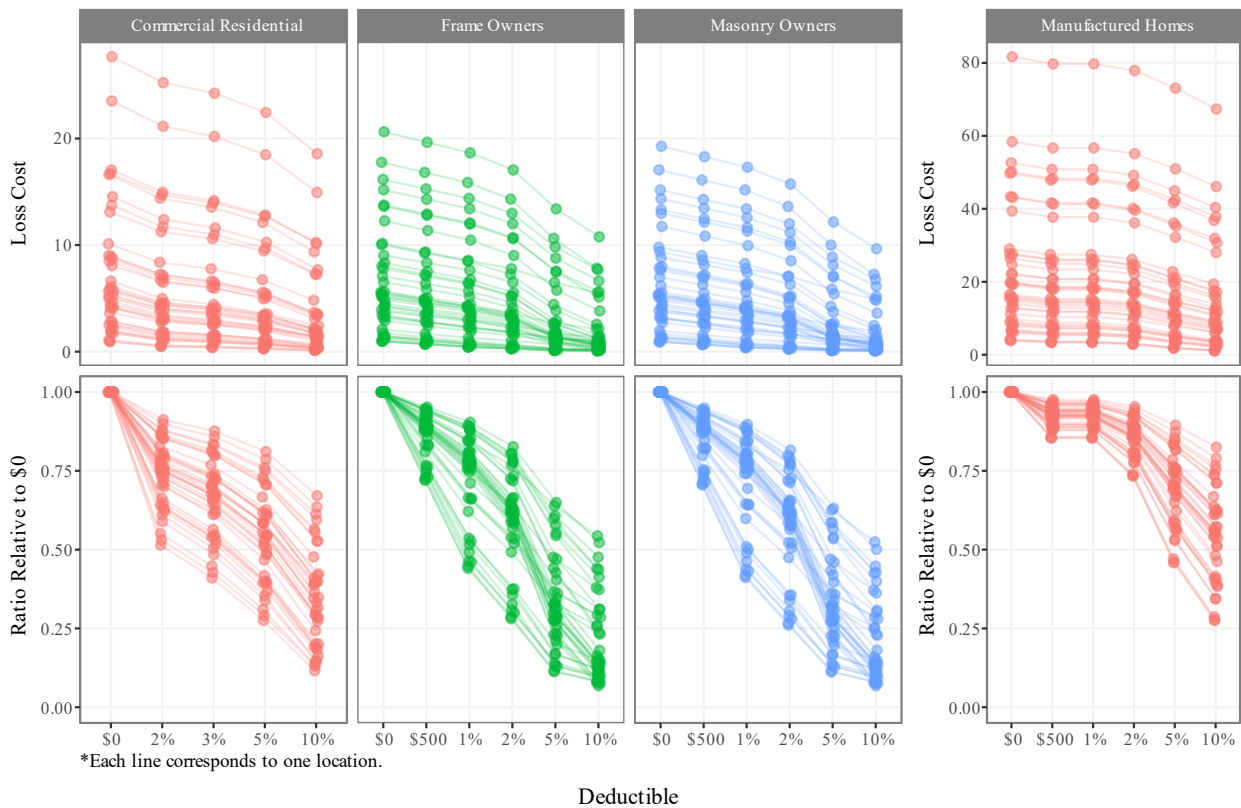 Commercial Residential Frame Owners Masonry Owners Manufactured Homes
Loss Cost
20
10
0
Loss Cost
80
60
40
20
0
Ratio Relative to $0
1.00
0.75
0.50
0.25
0.00
Ratio Relative to $0
1.00
0.75
0.50
0.25
0.00
$0 2% 3% 5% 10% $0 $500 1% 2% 5% 10% $0 $500 1% 2% 5% 10% $0 $500 1% 2% 5% 10%
*Each line corresponds to one location.
Deductible